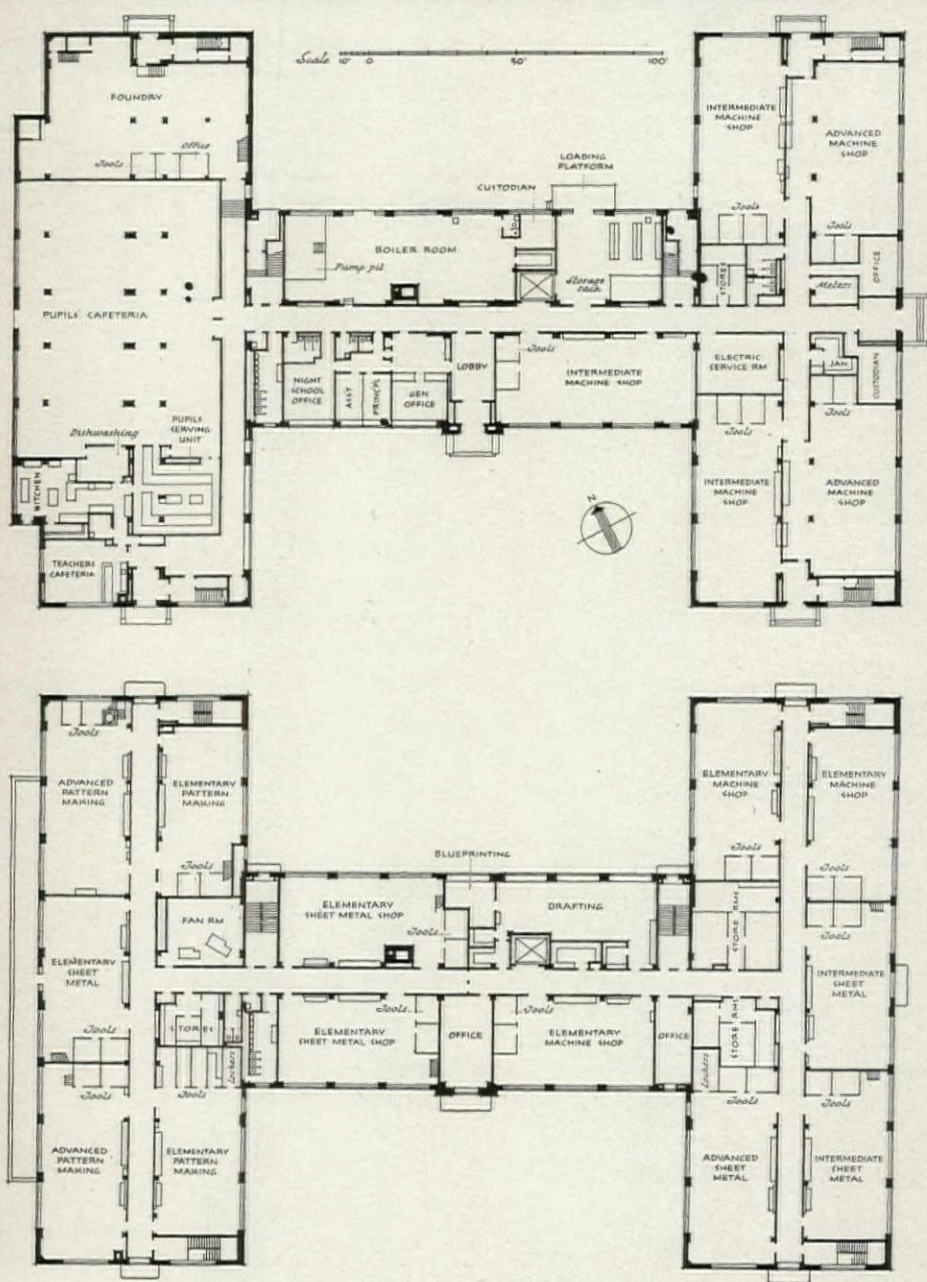 Scale 10' 0 50' 100'
FOUNDRY
Office
Tools
PUPILS' CAFETERIA
Dishwashing
PUPILS
SERVING
UNIT
KITCHEN
TEACHERS
CAFETERIA
LOADING
PLATFORM
CUSTODIAN
BOILER ROOM
Pump pit
Storage
rack
NIGHT
SCHOOL
OFFICE
ASST
PRINCPL
GEN
OFFICE
LOBBY
Tools
INTERMEDIATE
MACHINE SHOP
INTERMEDIATE
MACHINE
SHOP
ADVANCED
MACHINE
SHOP
Tools
Tools
STORES
OFFICE
Meters
ELECTRIC
SERVICE RM
JAN.
CUSTODIAN
Tools
Tools
INTERMEDIATE
MACHINE
SHOP
ADVANCED
MACHINE
SHOP
N
Tools
ADVANCED
PATTERN
MAKING
ELEMENTARY
PATTERN
MAKING
Tools
FAN RM
ELEMENTARY
SHEET
METAL
Tools
STORIES
Lockers
Tools
Tools
ADVANCED
PATTERN
MAKING
ELEMENTARY
PATTERN
MAKING
BLUEPRINTING
ELEMENTARY
SHEET METAL SHOP
Tools
DRAFTING
Tools
ELEMENTARY
SHEET METAL SHOP
OFFICE
Tools
ELEMENTARY
MACHINE SHOP
OFFICE
ELEMENTARY
MACHINE
SHOP
ELEMENTARY
MACHINE
SHOP
Tools
Tools
STORE RMS
Tools
INTERMEDIATE
SHEET
METAL
STORE RMS
Lockers
Tools
Tools
ADVANCED
SHEET
METAL
INTERMEDIATE
SHEET
METAL